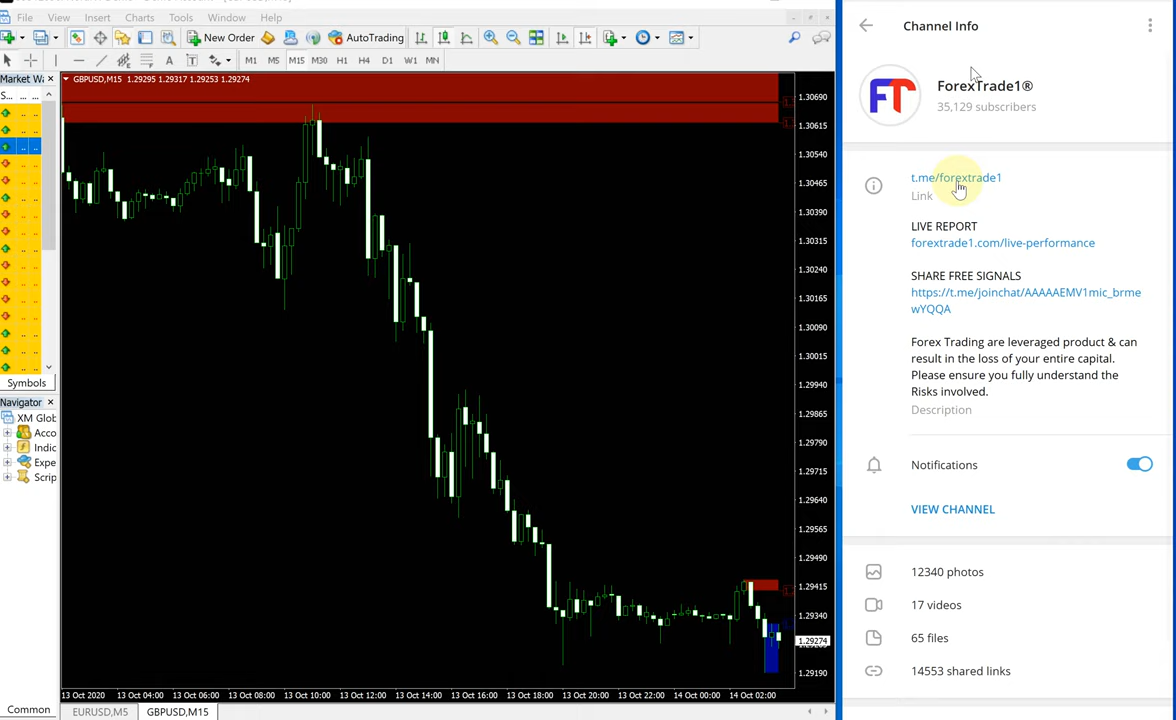 File View Insert Charts Tools Window Help
New Order AutoTrading
A T M1 M5 M15 M30 H1 H4 D1 W1 MN
Market Wa
S... ... ...
Symbols
Navigator
XM Glob
Acco
Indic
Expe
Scrip
Common
GBPUSD,M15 1.29295 1.29317 1.29253 1.29274
1.30690
1.30615
1.30540
1.30465
1.30390
1.30315
1.30240
1.30165
1.30090
1.30015
1.29940
1.29865
1.29790
1.29715
1.29640
1.29565
1.29490
1.29415
1.29340
1.29274
1.29190
13 Oct 2020 13 Oct 04:00 13 Oct 06:00 13 Oct 08:00 13 Oct 10:00 13 Oct 12:00 13 Oct 14:00 13 Oct 16:00 13 Oct 18:00 13 Oct 20:00 13 Oct 22:00 14 Oct 00:00 14 Oct 02:00
EURUSD,M5 GBPUSD,M15
Channel Info
FT
ForexTrade1®
35,129 subscribers
t.me/forextrade1
Link
LIVE REPORT
forextrade1.com/live-performance
SHARE FREE SIGNALS
https://t.me/joinchat/AAAAAEMV1mic_brme
wYQQA
Forex Trading are leveraged product & can
result in the loss of your entire capital.
Please ensure you fully understand the
Risks involved.
Description
Notifications
VIEW CHANNEL
12340 photos
17 videos
65 files
14553 shared links